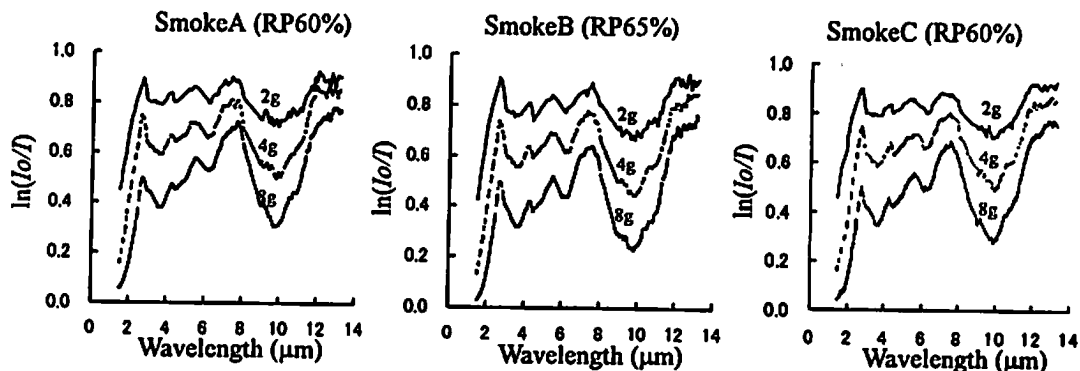 SmokeA (RP60%)
SmokeB (RP65%)
SmokeC (RP60%)
ln(Io/I)
1.0
0.8
0.6
0.4
0.2
0.0
2g
4g
8g
0 2 4 6 8 10 12 14
Wavelength (μm)
ln(Io/I)
1.0
0.8
0.6
0.4
0.2
0.0
2g
4g
8g
0 2 4 6 8 10 12 14
Wavelength (μm)
ln(Io/I)
1.0
0.8
0.6
0.4
0.2
0.0
2g
4g
8g
0 2 4 6 8 10 12 14
Wavelength (μm)